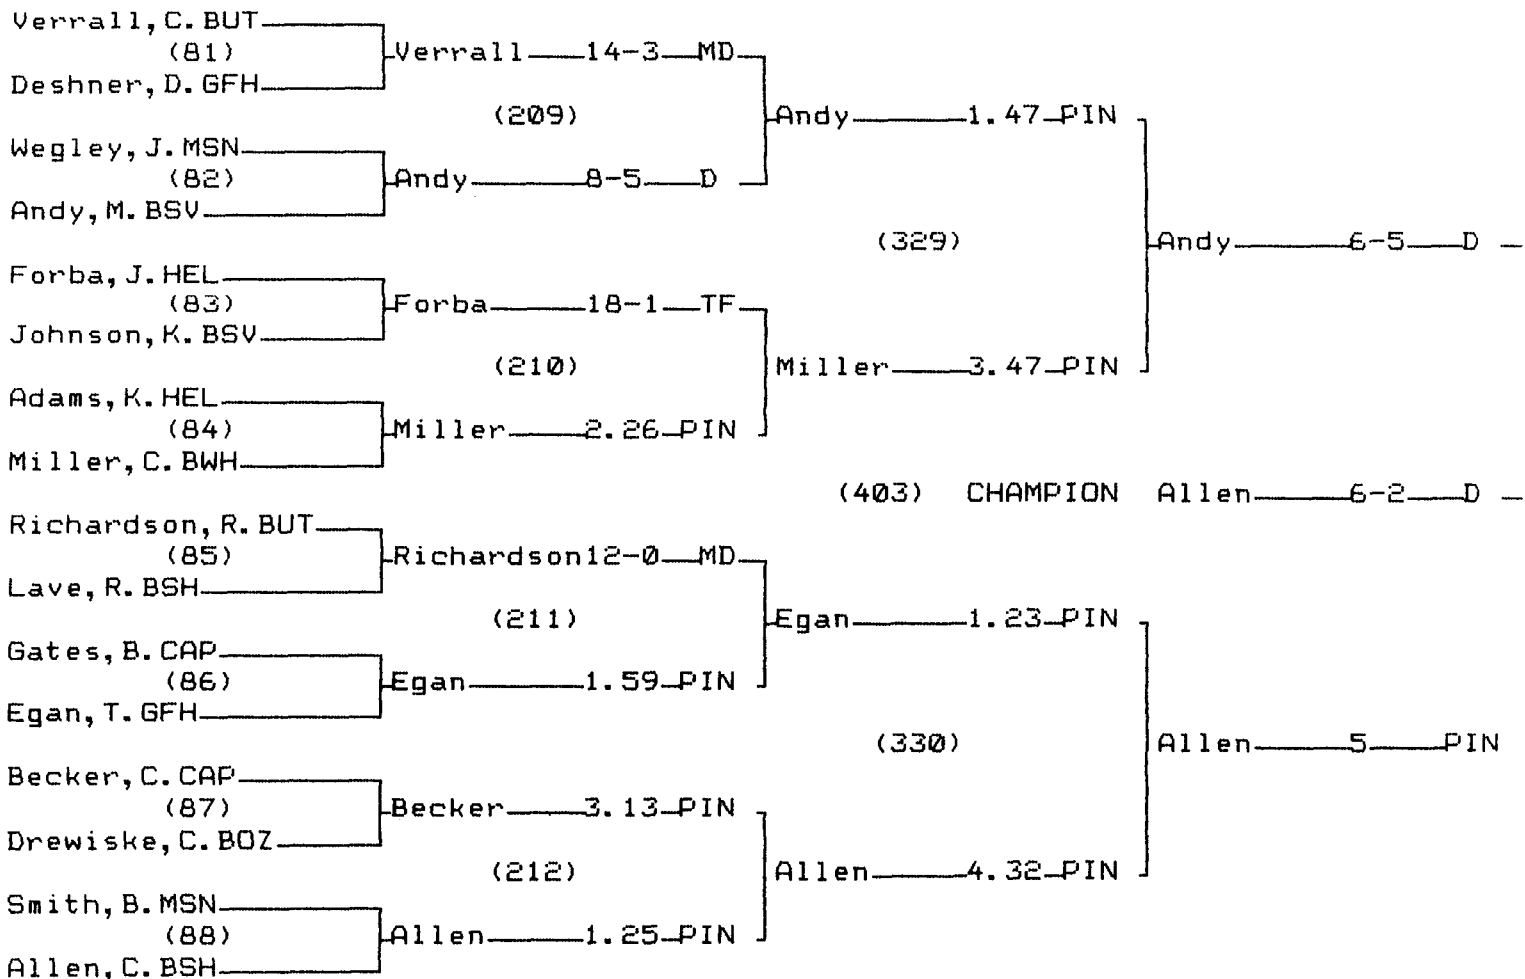 Verrall, C. BUT
(81) Verrall 14-3 MD
Deshner, D. GFH
(209) Andy 1.47 PIN
Wegley, J. MSN
(82) Andy 8-5 D
Andy, M. BSV
(329) Andy 6-5 D
Forba, J. HEL
(83) Forba 18-1 TF
Johnson, K. BSV
(210) Miller 3.47 PIN
Adams, K. HEL
(84) Miller 2.26 PIN
Miller, C. BWH
(403) CHAMPION Allen 6-2 D
Richardson, R. BUT
(85) Richardson 12-0 MD
Lave, R. BSH
(211) Egan 1.23 PIN
Gates, B. CAP
(86) Egan 1.59 PIN
Egan, T. GFH
(330) Allen 5 PIN
Becker, C. CAP
(87) Becker 3.13 PIN
Drewiske, C. BOZ
(212) Allen 4.32 PIN
Smith, B. MSN
(88) Allen 1.25 PIN
Allen, C. BSH